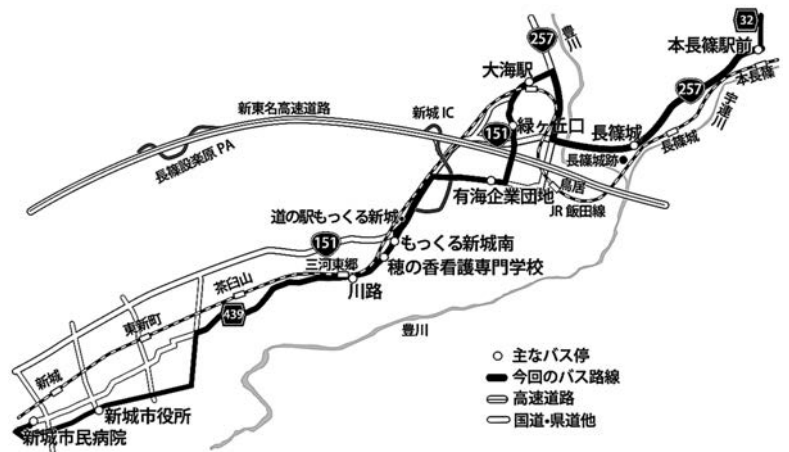 32
257
豊川
本長篠駅前
大海駅
257
本長篠
宇連川
新東名高速道路
新城IC
151
緑ヶ丘口
長篠城
長篠城
長篠設楽原PA
長篠城跡
鳥居
有海企業団地
JR飯田線
道の駅もっくる新城
151
もっくる新城南
三河東郷
穂の香看護専門学校
川路
茶臼山
439
東新町
豊川
主なバス停
今回のバス路線
新城
高速道路
新城市役所
国道・県道他
新城市民病院